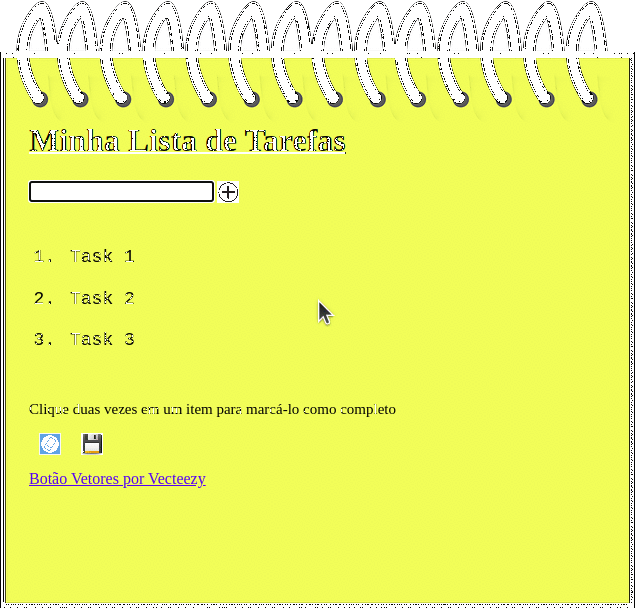 Minha Lista de Tarefas
1. Task 1
2. Task 2
3. Task 3
Clique duas vezes em um item para marcá-lo como completo
Botão Vetores por Vecteezy